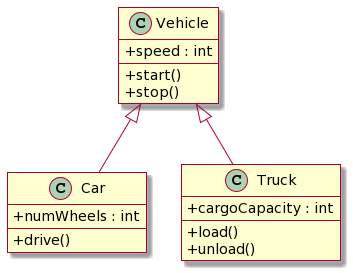 C Vehicle
+speed : int
+start()
+stop()
C Car
+numWheels : int
+drive()
C Truck
+cargoCapacity : int
+load()
+unload()